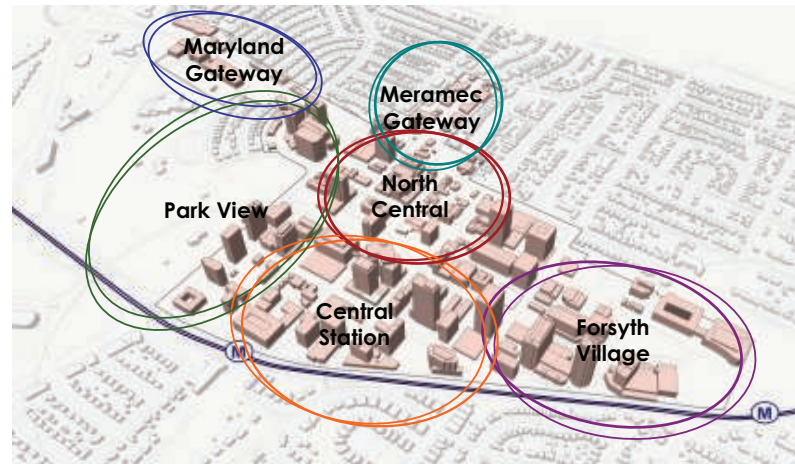 Maryland
Gateway
Meramec
Gateway
North
Central
Park View
Central
Station
Forsyth
Village
M
M